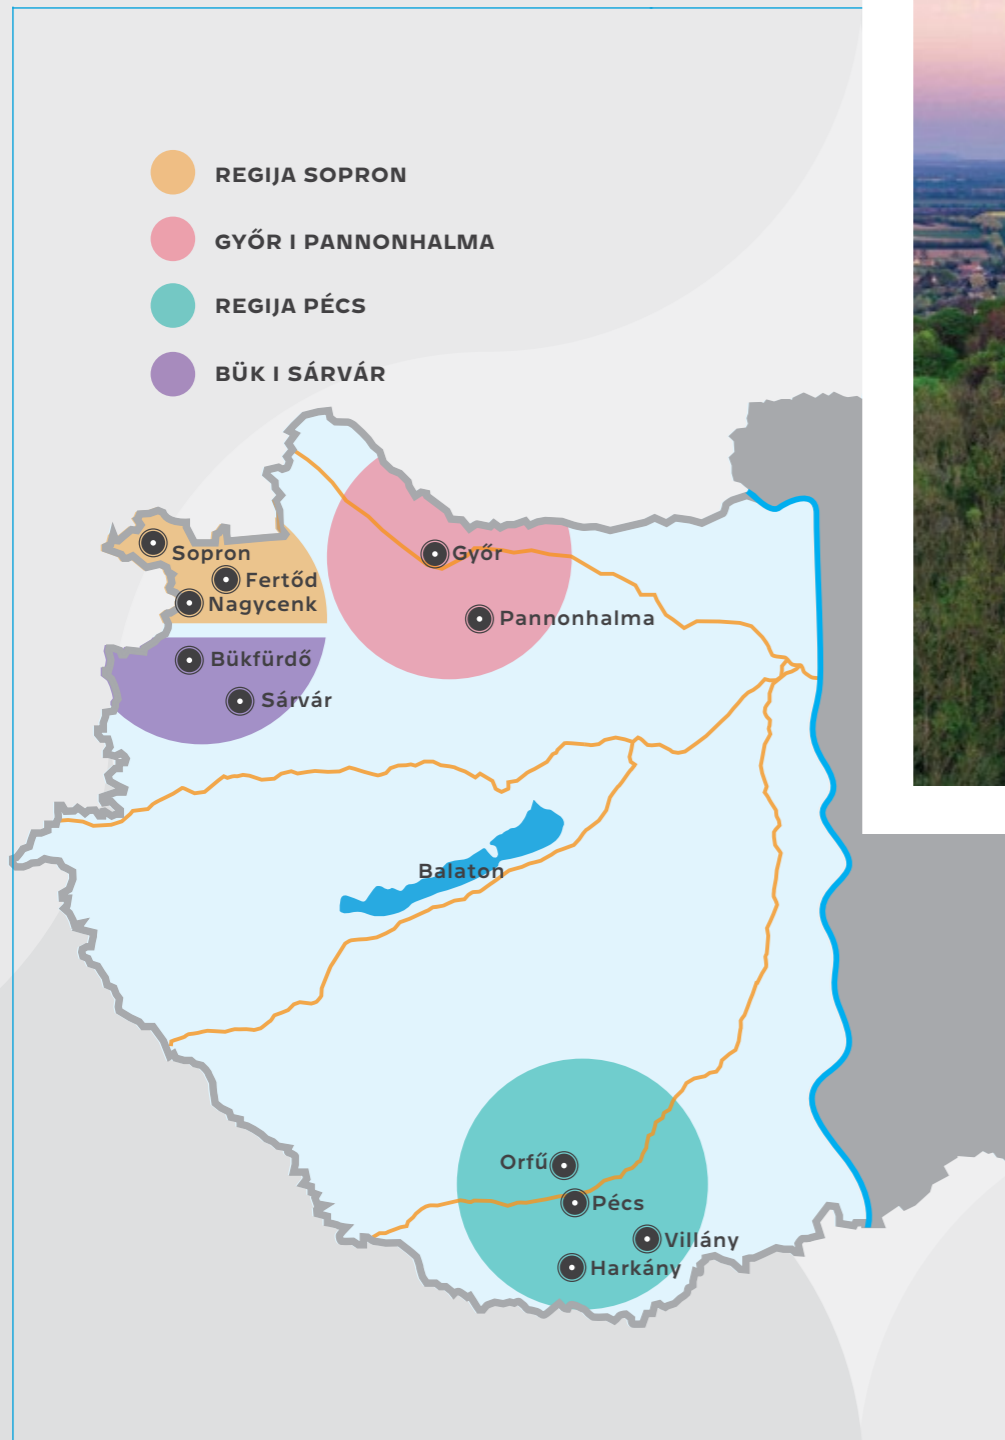 REGIJA SOPRON
GYŐR I PANNONHALMA
REGIJA PÉCS
BÜK I SÁRVÁR
Sopron
Fertőd
Nagycenk
Győr
Pannonhalma
Bükfürdő
Sárvár
Balaton
Orfű
Pécs
Villány
Harkány